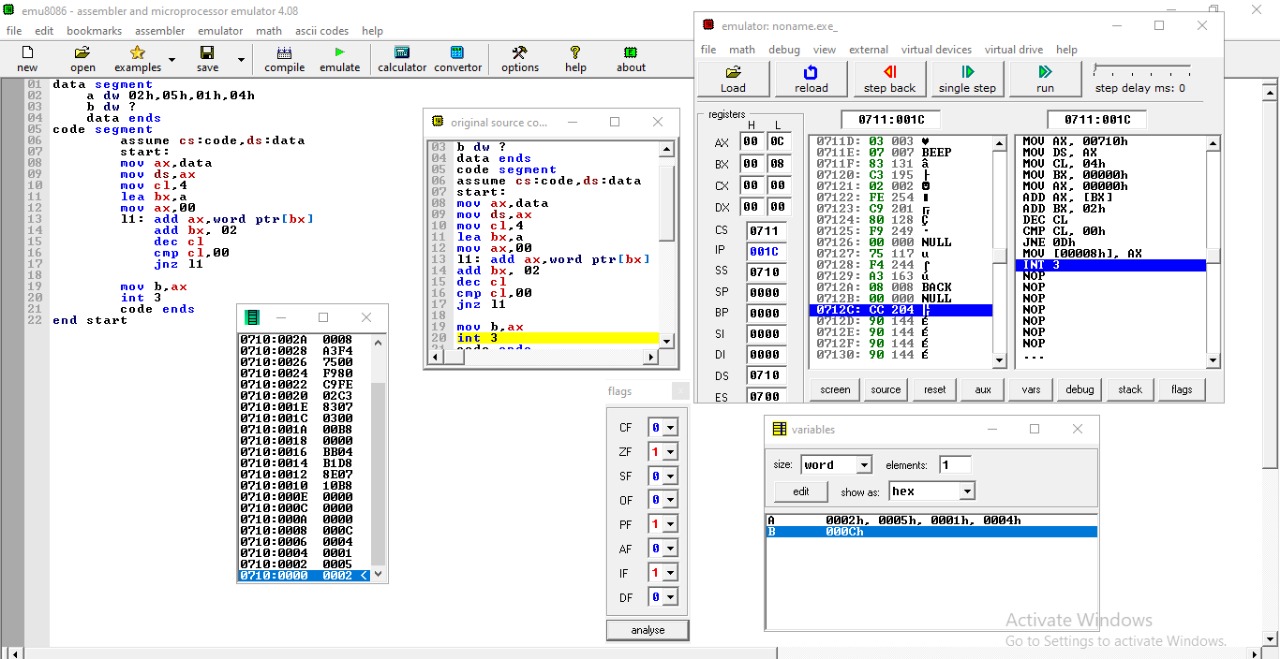 emu8086 - assembler and microprocessor emulator 4.08
file edit bookmarks assembler emulator math ascii codes help
new open examples save compile emulate calculator convertor options help about
01 data segment
02 a dw 02h,05h,01h,04h
03 b dw ?
04 data ends
05 code segment
06 assume cs:code,ds:data
07 start:
08 mov ax,data
09 mov ds,ax
10 mov cl,4
11 lea bx,a
12 mov ax,00
13 l1: add ax,word ptr[bx]
14 add bx, 02
15 dec cl
16 cmp cl,00
17 jnz l1
18
19 mov b,ax
20 int 3
21 code ends
22 end start
0710:002A 0008
0710:0028 A3F4
0710:0026 7500
0710:0024 F980
0710:0022 C9FE
0710:0020 02C3
0710:001E 8307
0710:001C 0300
0710:001A 00B8
0710:0018 0000
0710:0016 BB04
0710:0014 B1D8
0710:0012 8E07
0710:0010 10B8
0710:000E 0000
0710:000C 0000
0710:000A 0000
0710:0008 000C
0710:0006 0004
0710:0004 0001
0710:0002 0005
0710:0000 0002 <
original source co...
03 b dw ?
04 data ends
05 code segment
06 assume cs:code,ds:data
07 start:
08 mov ax,data
09 mov ds,ax
10 mov cl,4
11 lea bx,a
12 mov ax,00
13 l1: add ax,word ptr[bx]
14 add bx, 02
15 dec cl
16 cmp cl,00
17 jnz l1
18
19 mov b,ax
20 int 3
21 code ends
flags
CF 0
ZF 1
SF 0
OF 0
PF 1
AF 0
IF 1
DF 0
analyse
emulator: noname.exe_
file math debug view external virtual devices virtual drive help
Load reload step back single step run step delay ms: 0
registers
H L
AX 00 0C
BX 00 08
CX 00 00
DX 00 00
CS 0711
IP 001C
SS 0710
SP 0000
BP 0000
SI 0000
DI 0000
DS 0710
ES 0700
0711:001C
0711D: 03 003 ♥
0711E: 07 007 BEEP
0711F: 83 131 â
07120: C3 195 ├
07121: 02 002 ☻
07122: FE 254 ■
07123: C9 201 ╔
07124: 80 128 Ç
07125: F9 249 ∙
07126: 00 000 NULL
07127: 75 117 u
07128: F4 244 ⌠
07129: A3 163 ú
0712A: 08 008 BACK
0712B: 00 000 NULL
0712C: CC 204 ╠
0712D: 90 144 É
0712E: 90 144 É
0712F: 90 144 É
07130: 90 144 É
0711:001C
MOV AX, 00710h
MOV DS, AX
MOV CL, 04h
MOV BX, 00000h
MOV AX, 00000h
ADD AX, [BX]
ADD BX, 02h
DEC CL
CMP CL, 00h
JNE 0Dh
MOV [00008h], AX
INT 3
NOP
NOP
NOP
NOP
NOP
NOP
NOP
...
screen source reset aux vars debug stack flags
variables
size: word elements: 1
edit show as: hex
A 0002h, 0005h, 0001h, 0004h
B 000Ch
Activate Windows
Go to Settings to activate Windows.